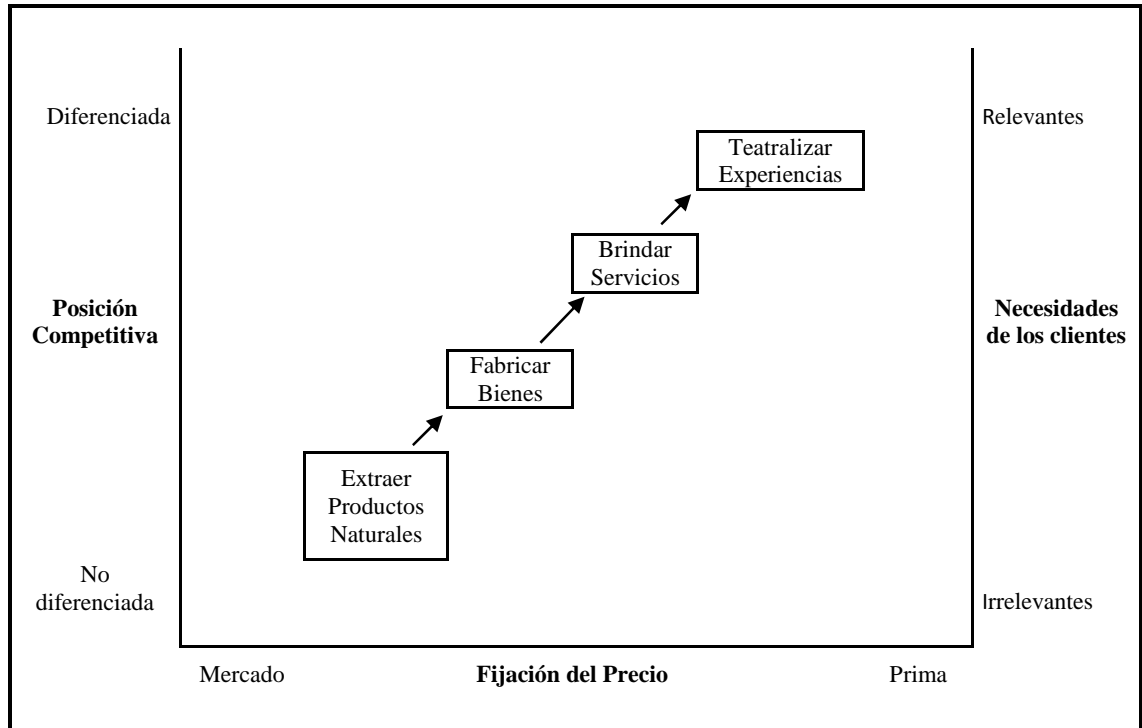 Diferenciada
Relevantes
Teatralizar
Experiencias
Brindar
Servicios
Posición
Competitiva
Necesidades
de los clientes
Fabricar
Bienes
Extraer
Productos
Naturales
No
diferenciada
Irrelevantes
Mercado
Fijación del Precio
Prima